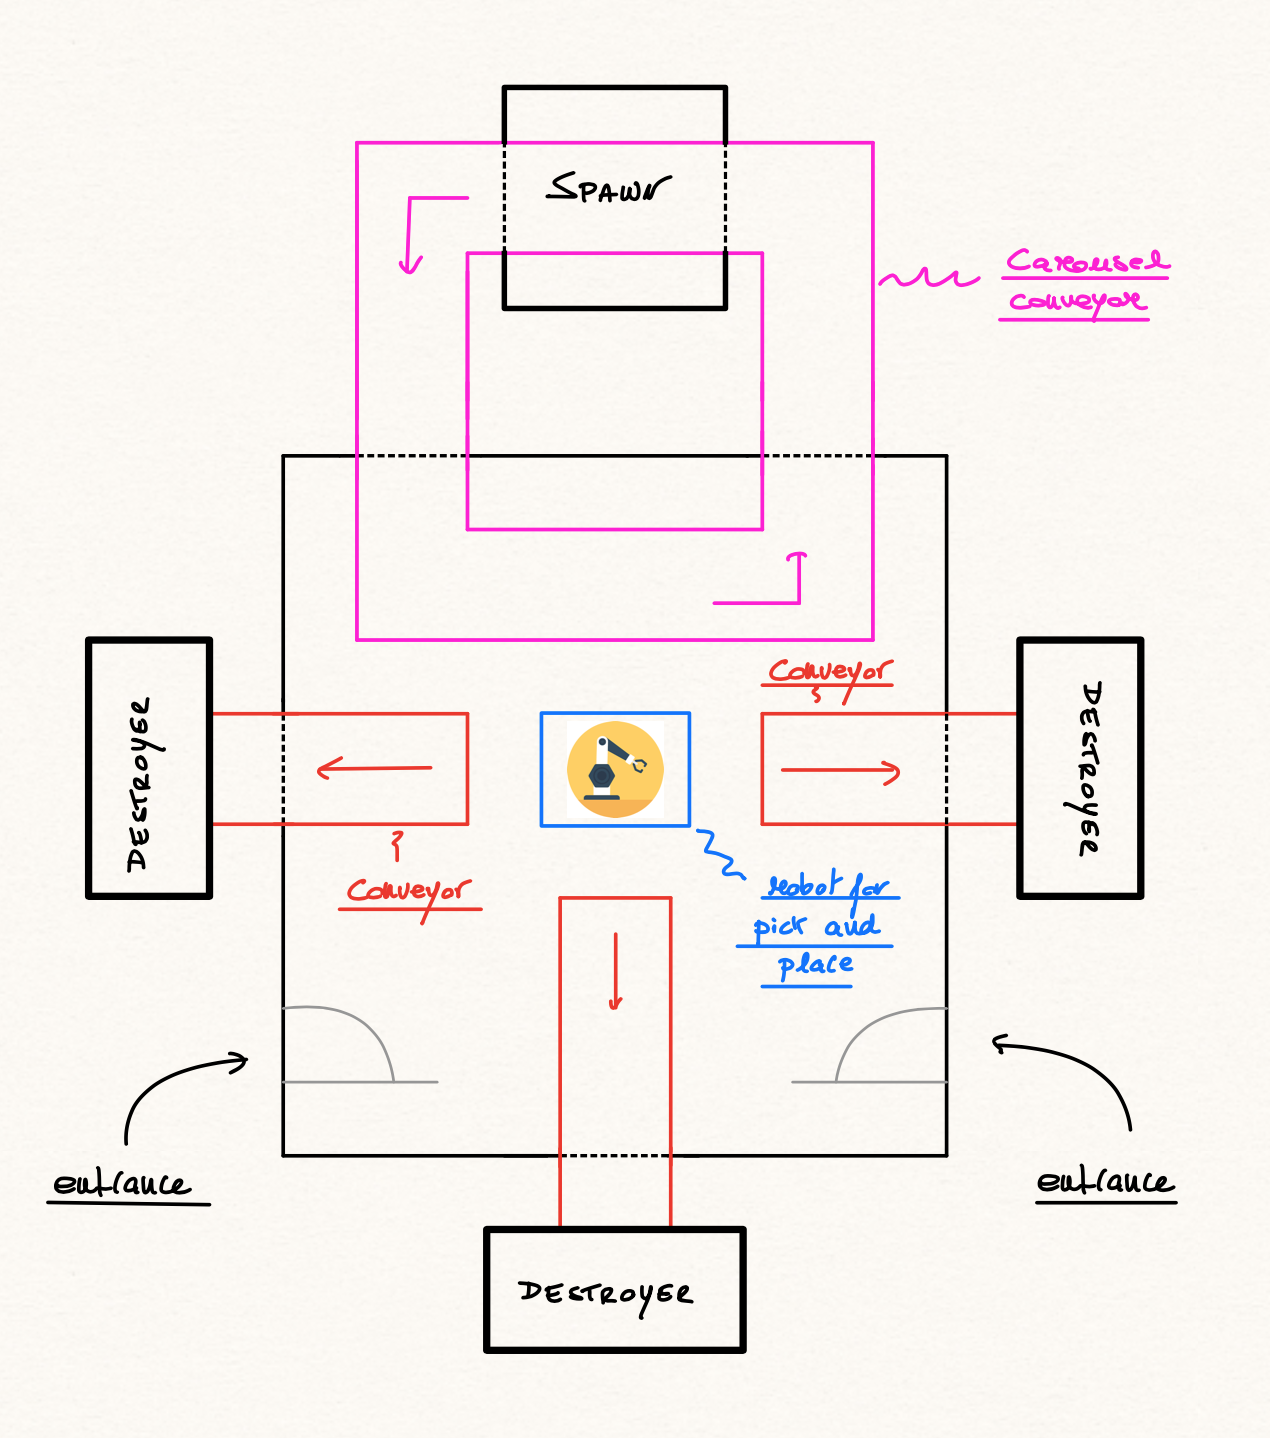 SPAWN
Carousel
conveyor
DESTROYER
Conveyor
DESTROYER
Conveyor
Robot for
pick and
place
entrance
entrance
DESTROYER